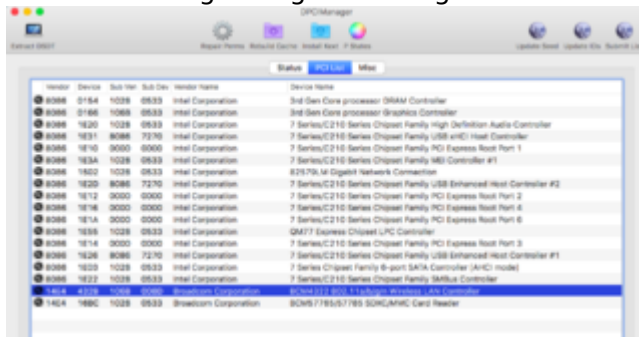 DPCIManager
Extract DSDT
Repair Perms Rebuild Cache Install Kext P States
Update Seed Update IDs Submit
Status PCI List Misc
Vendor Device Sub Ven Sub Dev Vendor Name Device Name
8086 0154 1028 0533 Intel Corporation 3rd Gen Core processor DRAM Controller
8086 0166 Intel Corporation 3rd Gen Core processor Graphics Controller
8086 1E20 1028 0533 Intel Corporation 7 Series/C210 Series Chipset Family High Definition Audio Controller
8086 1E31 8086 7270 Intel Corporation 7 Series/C210 Series Chipset Family USB xHCI Host Controller
8086 1E10 0000 0000 Intel Corporation 7 Series/C210 Series Chipset Family PCI Express Root Port 1
8086 1E3A 1028 0533 Intel Corporation 7 Series/C210 Series Chipset Family MEI Controller #1
8086 1502 1028 0533 Intel Corporation 82579LM Gigabit Network Connection
8086 1E2D 8086 7270 Intel Corporation 7 Series/C210 Series Chipset Family USB Enhanced Host Controller #2
8086 1E12 0000 0000 Intel Corporation 7 Series/C210 Series Chipset Family PCI Express Root Port 2
8086 1E16 0000 0000 Intel Corporation 7 Series/C210 Series Chipset Family PCI Express Root Port 4
8086 1E1A 0000 0000 Intel Corporation 7 Series/C210 Series Chipset Family PCI Express Root Port 6
8086 1E55 1028 0533 Intel Corporation QM77 Express Chipset LPC Controller
8086 1E14 0000 0000 Intel Corporation 7 Series/C210 Series Chipset Family PCI Express Root Port 3
8086 1E26 8086 7270 Intel Corporation 7 Series/C210 Series Chipset Family USB Enhanced Host Controller #1
8086 1E03 1028 0533 Intel Corporation 7 Series Chipset Family 6-port SATA Controller [AHCI mode]
8086 1E22 1028 0533 Intel Corporation 7 Series/C210 Series Chipset Family SMBus Controller
14E4 Broadcom Corporation BCM4322 802.11a/b/g/n Wireless LAN Controller
14E4 16BC 1028 0533 Broadcom Corporation BCM57765/57785 SDXC/MMC Card Reader